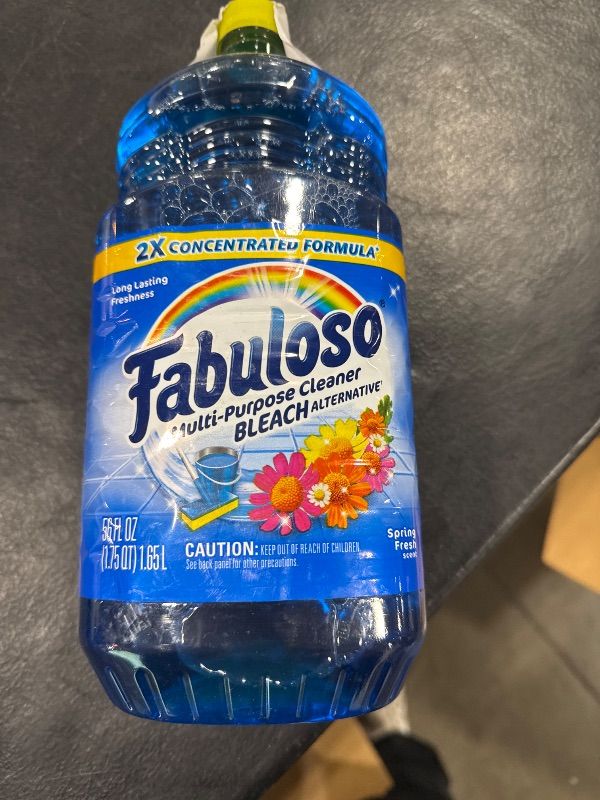 2X CONCENTRATED FORMULA*
Long Lasting
Freshness
Fabuloso®
Multi-Purpose Cleaner
BLEACH ALTERNATIVE†
56 FL OZ
(1.75 QT) 1.65 L
CAUTION: KEEP OUT OF REACH OF CHILDREN.
See back panel for other precautions.
Spring
Fresh
scent